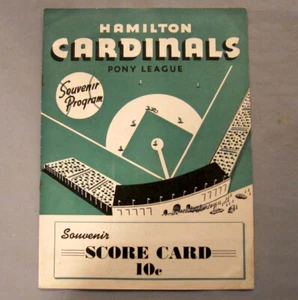 HAMILTON
CARDINALS
PONY LEAGUE
Souvenir
Program
Souvenir
SCORE CARD
10c